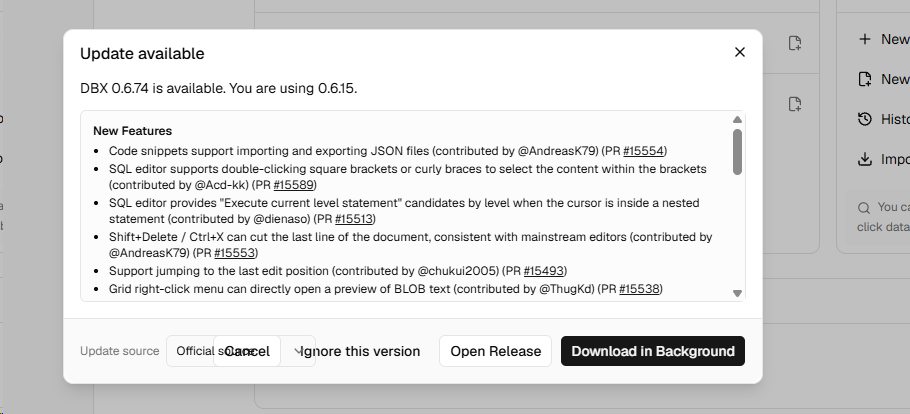 Update available
DBX 0.6.74 is available. You are using 0.6.15.
New Features
• Code snippets support importing and exporting JSON files (contributed by @AndreasK79) (PR #15554)
• SQL editor supports double-clicking square brackets or curly braces to select the content within the brackets
(contributed by @Acd-kk) (PR #15589)
• SQL editor provides "Execute current level statement" candidates by level when the cursor is inside a nested
statement (contributed by @dienaso) (PR #15513)
• Shift+Delete / Ctrl+X can cut the last line of the document, consistent with mainstream editors (contributed by
@AndreasK79) (PR #15553)
• Support jumping to the last edit position (contributed by @chukui2005) (PR #15493)
• Grid right-click menu can directly open a preview of BLOB text (contributed by @ThugKd) (PR #15538)
Update source Official source Cancel Ignore this version Open Release Download in Background
New
New
Histo
Impo
You ca
click data